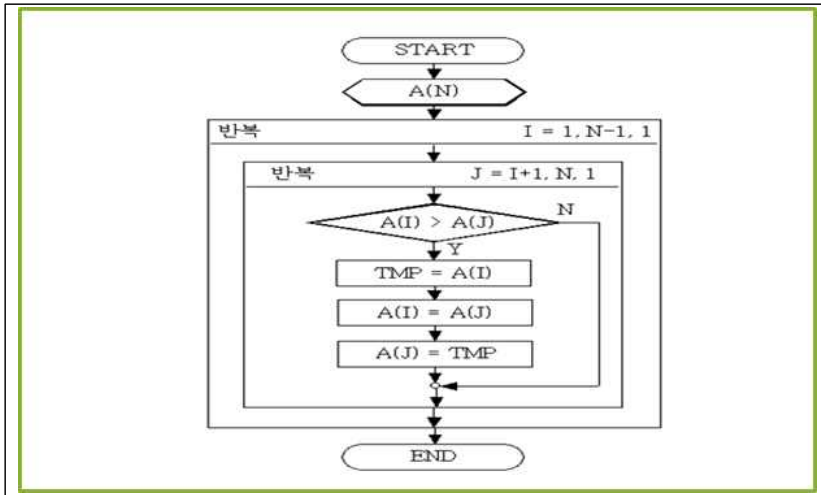 START
A(N)
반복 I = 1, N-1, 1
반복 J = I+1, N, 1
A(I) > A(J) N
Y
TMP = A(I)
A(I) = A(J)
A(J) = TMP
END